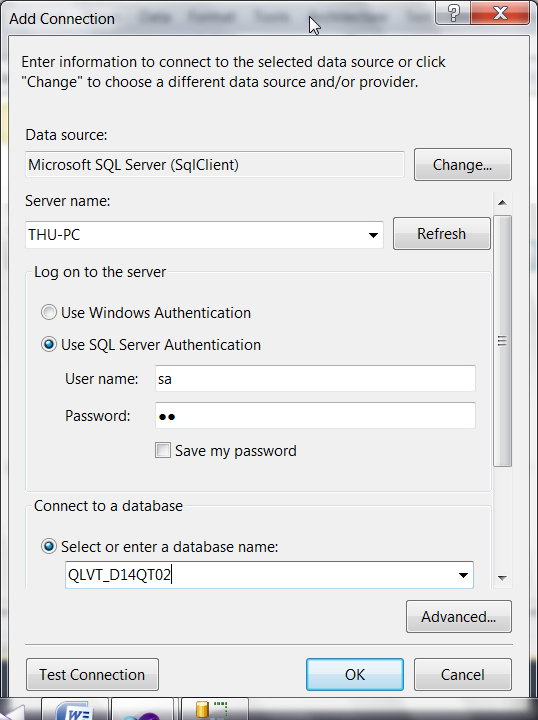 Add Connection
Enter information to connect to the selected data source or click
"Change" to choose a different data source and/or provider.
Data source:
Microsoft SQL Server (SqlClient)
Change...
Server name:
THU-PC
Refresh
Log on to the server
Use Windows Authentication
Use SQL Server Authentication
User name:
sa
Password:
●●
Save my password
Connect to a database
Select or enter a database name:
QLVT_D14QT02
Advanced...
Test Connection
OK
Cancel